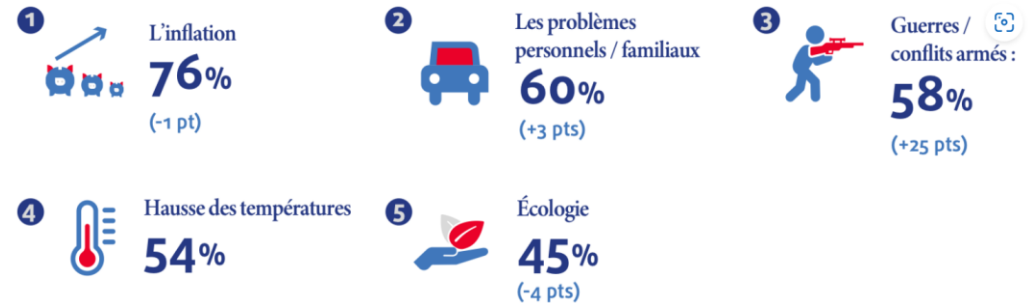 1
L'inflation
76%
(-1 pt)
2
Les problèmes
personnels / familiaux
60%
(+3 pts)
3
Guerres /
conflits armés :
58%
(+25 pts)
4
Hausse des températures
54%
5
Écologie
45%
(-4 pts)